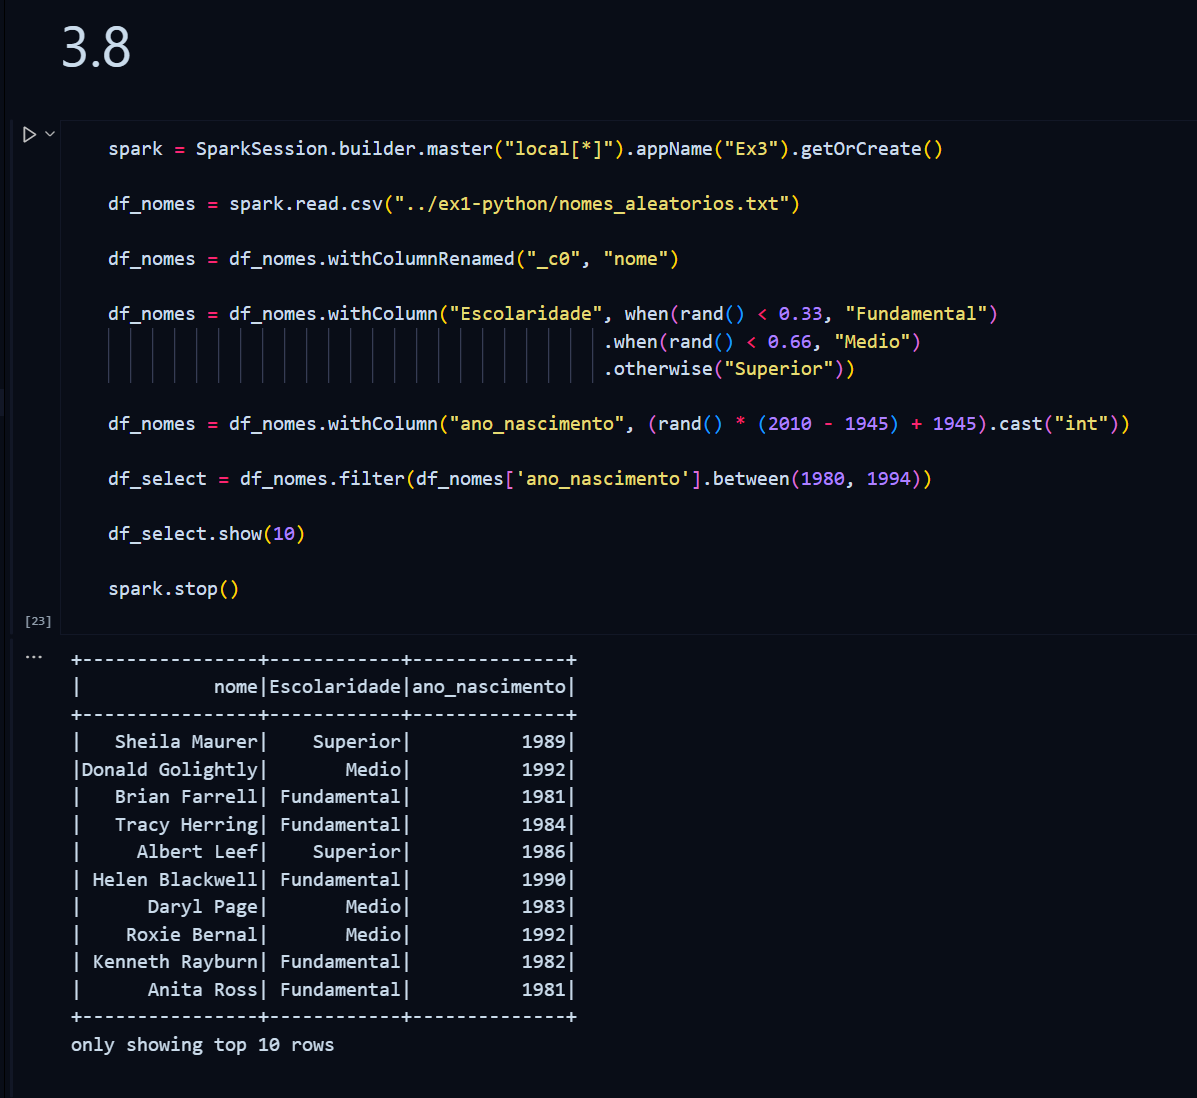 3.8
spark = SparkSession.builder.master("local[*]").appName("Ex3").getOrCreate()
df_nomes = spark.read.csv("../ex1-python/nomes_aleatorios.txt")
df_nomes = df_nomes.withColumnRenamed("_c0", "nome")
df_nomes = df_nomes.withColumn("Escolaridade", when(rand() < 0.33, "Fundamental")
.when(rand() < 0.66, "Medio")
.otherwise("Superior"))
df_nomes = df_nomes.withColumn("ano_nascimento", (rand() * (2010 - 1945) + 1945).cast("int"))
df_select = df_nomes.filter(df_nomes['ano_nascimento'].between(1980, 1994))
df_select.show(10)
spark.stop()
[23]
...
+----------------+------------+--------------+
|            nome|Escolaridade|ano_nascimento|
+----------------+------------+--------------+
|   Sheila Maurer|    Superior|          1989|
|Donald Golightly|       Medio|          1992|
|   Brian Farrell| Fundamental|          1981|
|   Tracy Herring| Fundamental|          1984|
|     Albert Leef|    Superior|          1986|
| Helen Blackwell| Fundamental|          1990|
|      Daryl Page|       Medio|          1983|
|    Roxie Bernal|       Medio|          1992|
| Kenneth Rayburn| Fundamental|          1982|
|      Anita Ross| Fundamental|          1981|
+----------------+------------+--------------+
only showing top 10 rows